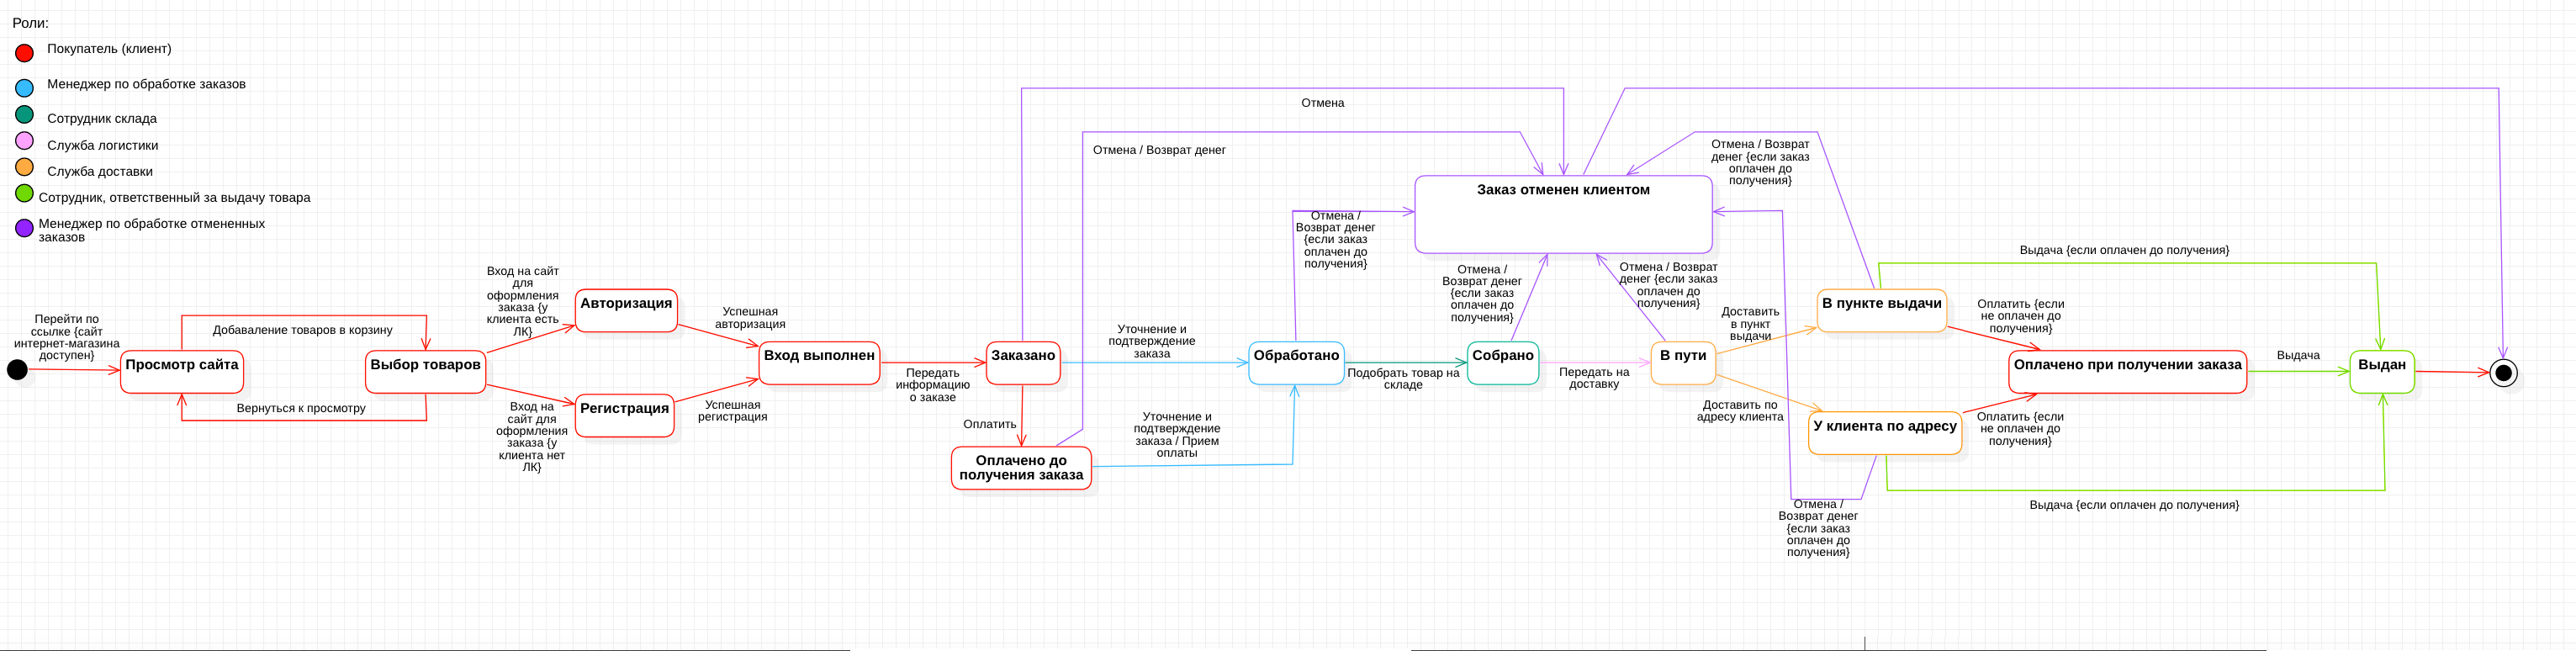 Роли:
Покупатель (клиент)
Менеджер по обработке заказов
Сотрудник склада
Служба логистики
Служба доставки
Сотрудник, ответственный за выдачу товара
Менеджер по обработке отмененных
заказов
Перейти по
ссылке {сайт
интернет-магазина
доступен}
Просмотр сайта
Добаваление товаров в корзину
Вернуться к просмотру
Выбор товаров
Вход на сайт
для
оформления
заказа {у
клиента есть
ЛК}
Вход на
сайт для
оформления
заказа {у
клиента нет
ЛК}
Авторизация
Регистрация
Успешная
авторизация
Успешная
регистрация
Вход выполнен
Передать
информацию
о заказе
Заказано
Оплатить
Оплачено до
получения заказа
Отмена
Отмена / Возврат денег
Уточнение и
подтверждение
заказа
Уточнение и
подтверждение
заказа / Прием
оплаты
Обработано
Отмена /
Возврат денег
{если заказ
оплачен до
получения}
Подобрать товар на
складе
Собрано
Отмена /
Возврат денег
{если заказ
оплачен до
получения}
Заказ отменен клиентом
Передать на
доставку
В пути
Отмена / Возврат
денег {если заказ
оплачен до
получения}
Отмена / Возврат
денег {если заказ
оплачен до
получения}
Доставить
в пункт
выдачи
Доставить по
адресу клиента
В пункте выдачи
У клиента по адресу
Отмена /
Возврат денег
{если заказ
оплачен до
получения}
Выдача {если оплачен до получения}
Оплатить {если
не оплачен до
получения}
Оплачено при получении заказа
Оплатить {если
не оплачен до
получения}
Выдача {если оплачен до получения}
Выдача
Выдан